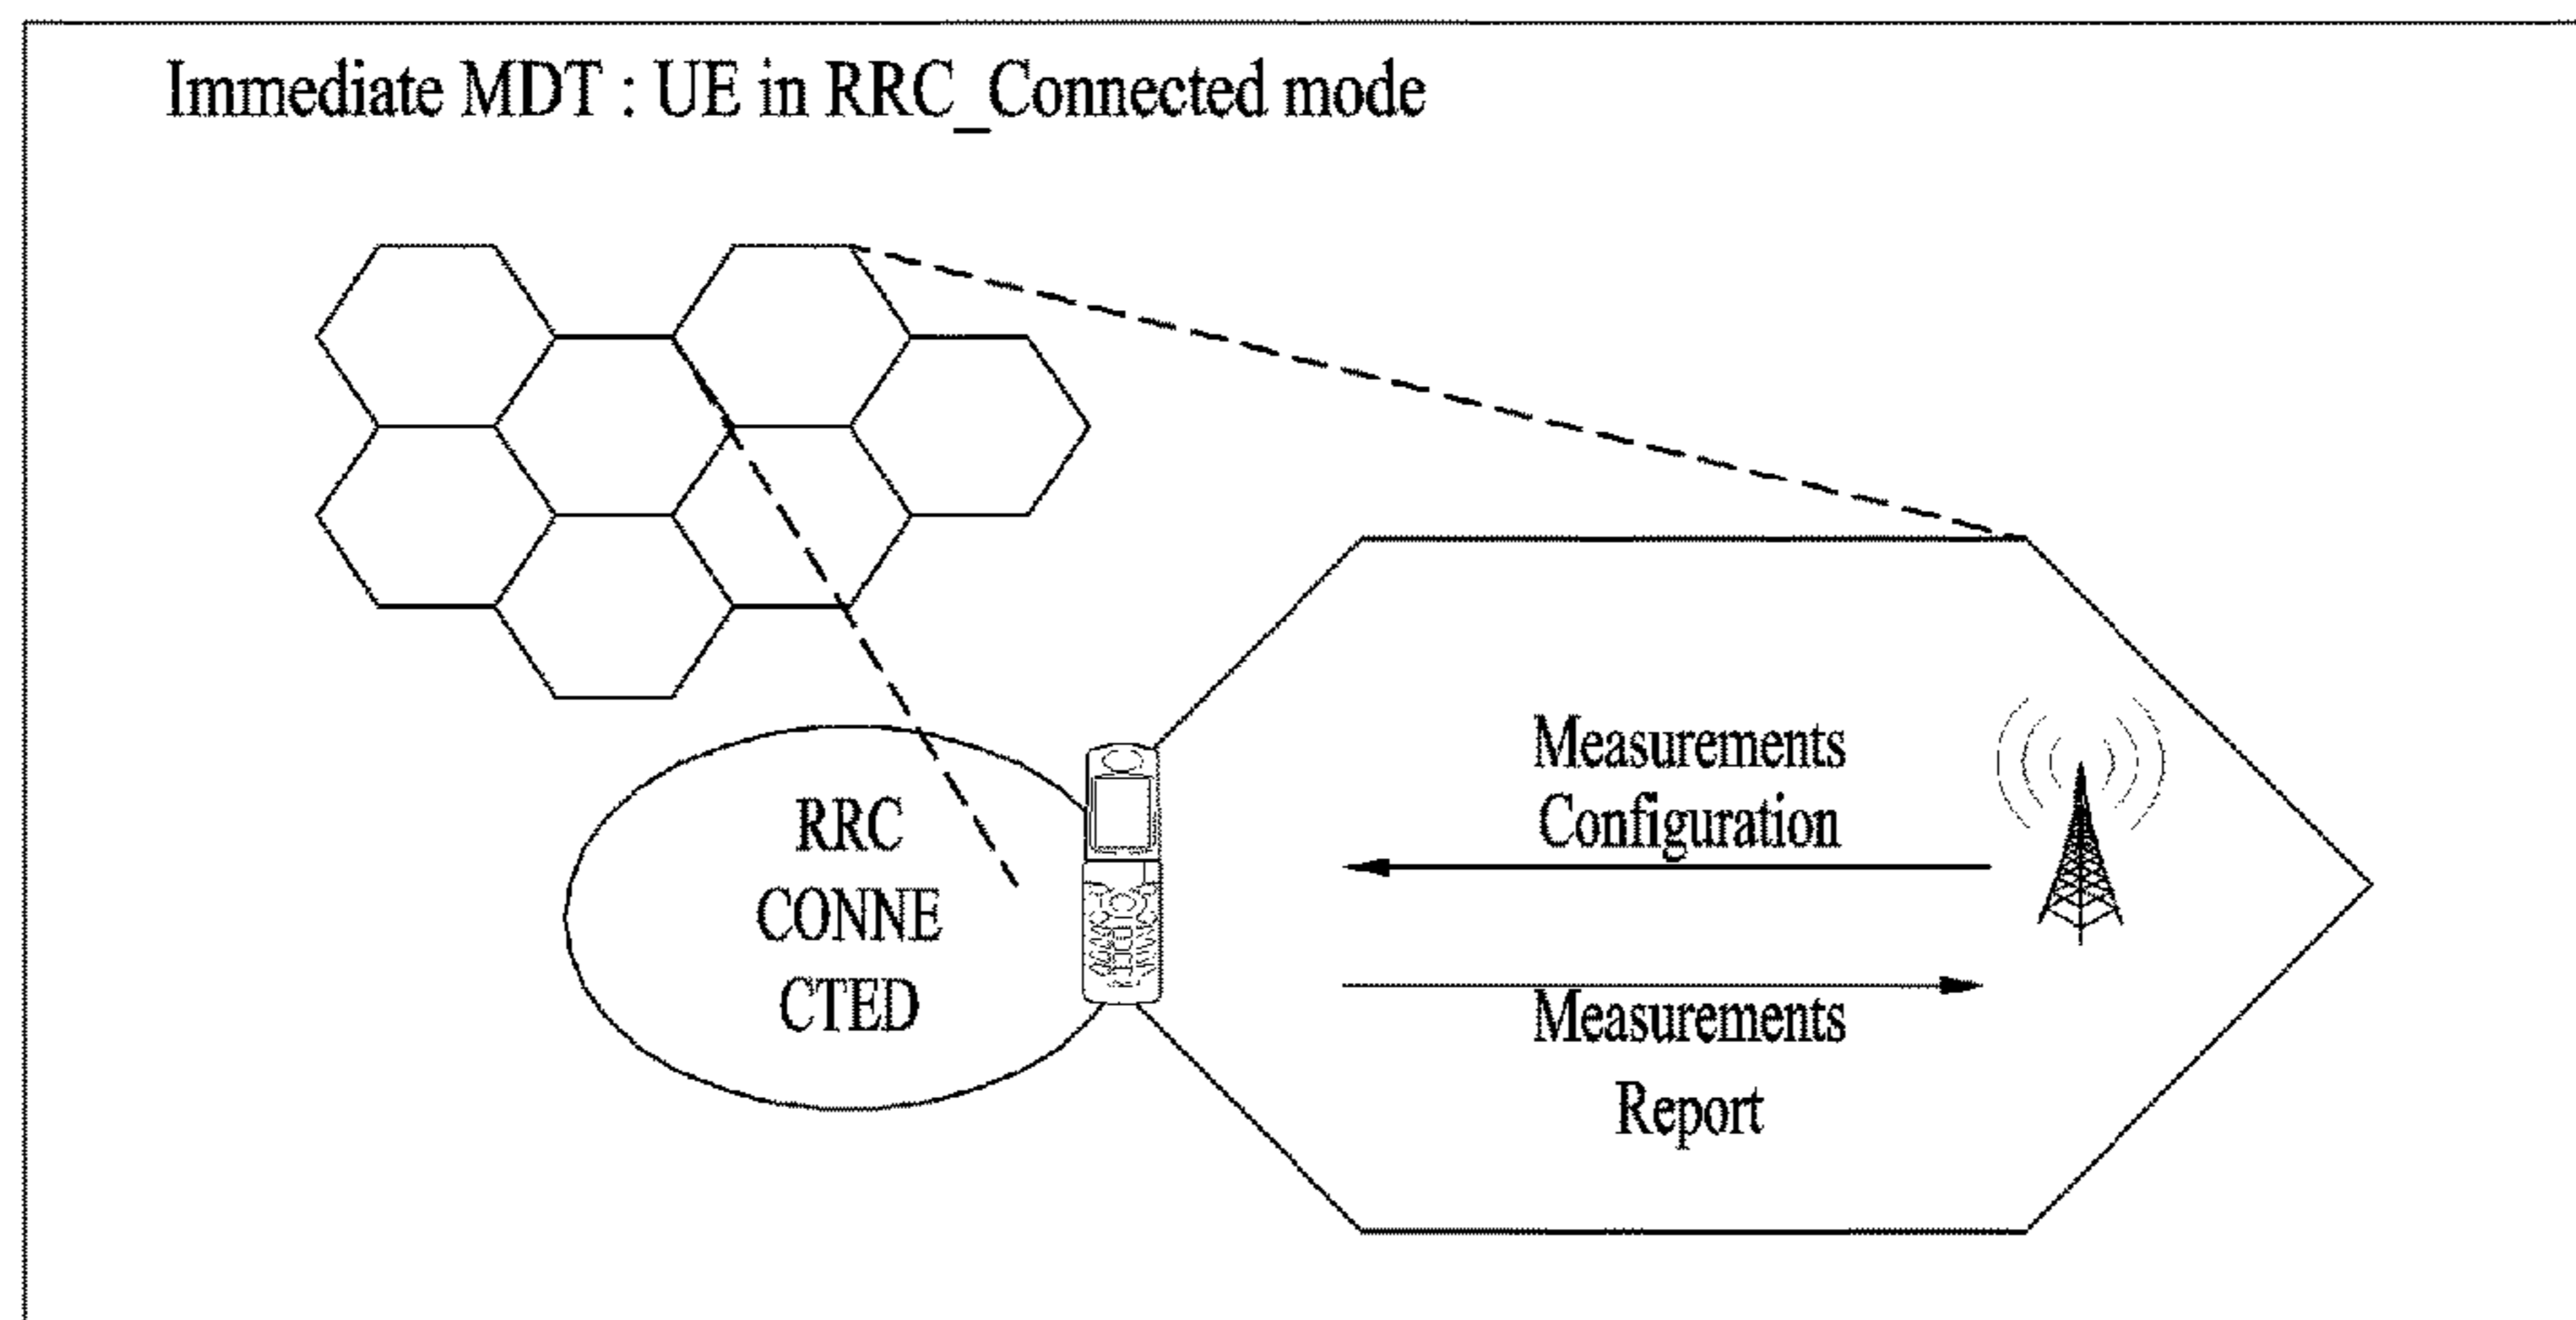 Immediate MDT : UE in RRC_Connected mode
RRC
CONNE
CTED
Measurements
Configuration
Measurements
Report